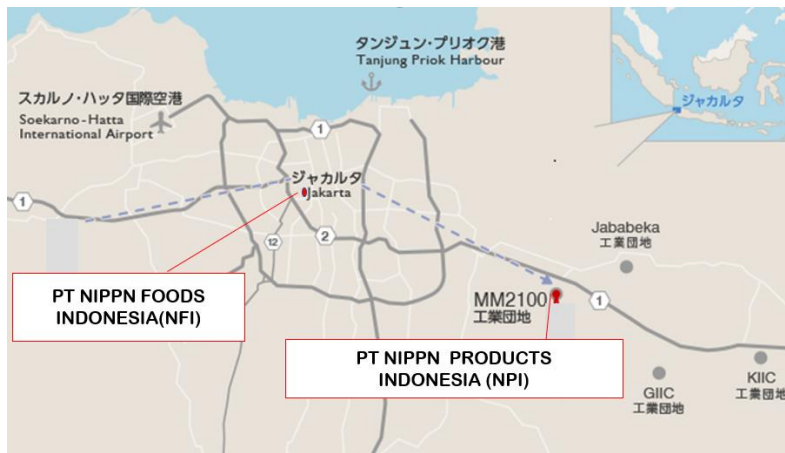 タンジュン・プリオク港
Tanjung Priok Harbour
スカルノ・ハッタ国際空港
Soekarno-Hatta
International Airport
ジャカルタ
1
ジャカルタ
Jakarta
1
12
2
Jababeka
工業団地
PT NIPPN FOODS
INDONESIA(NFI)
MM2100
工業団地
1
PT NIPPN PRODUCTS
INDONESIA (NPI)
GIIC
工業団地
KIIC
工業団地